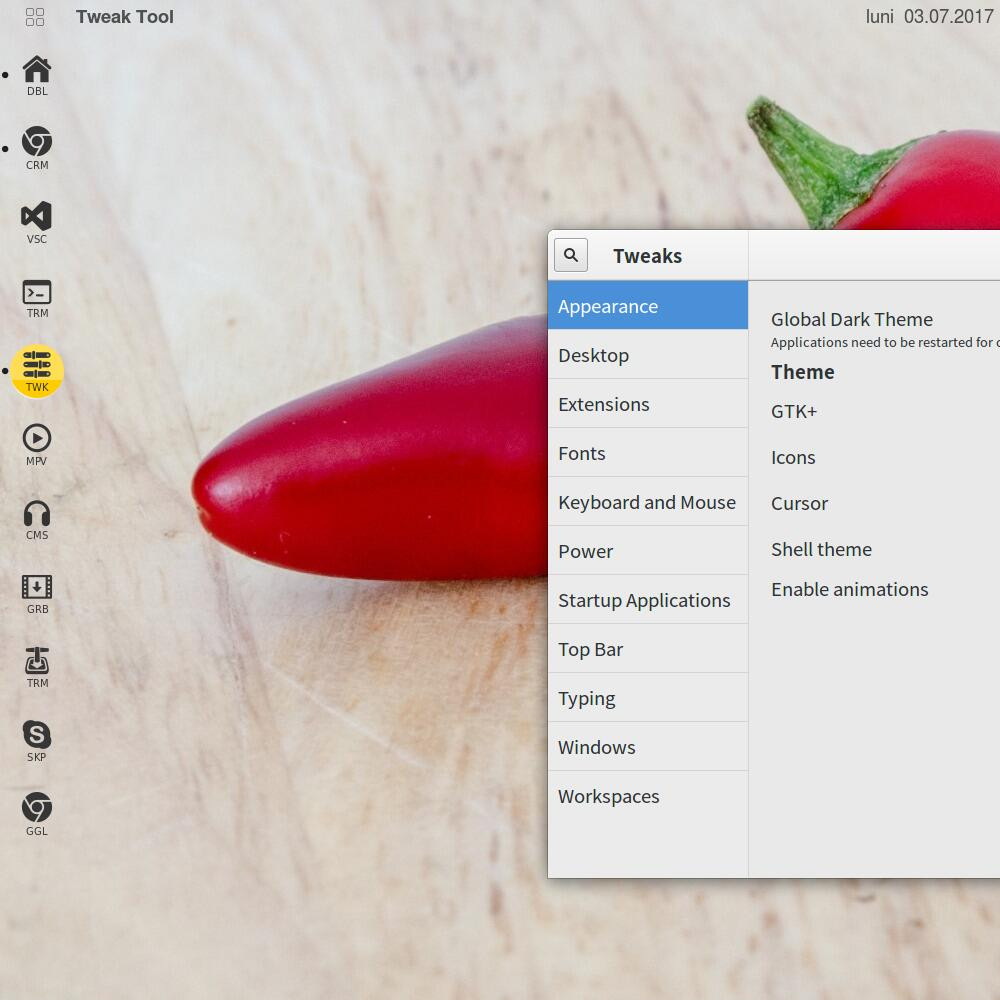 Tweak Tool
luni 03.07.2017
DBL
CRM
VSC
TRM
TWK
MPV
CMS
GRB
TRM
SKP
GGL
Tweaks
Appearance
Desktop
Extensions
Fonts
Keyboard and Mouse
Power
Startup Applications
Top Bar
Typing
Windows
Workspaces
Global Dark Theme
Applications need to be restarted for
Theme
GTK+
Icons
Cursor
Shell theme
Enable animations